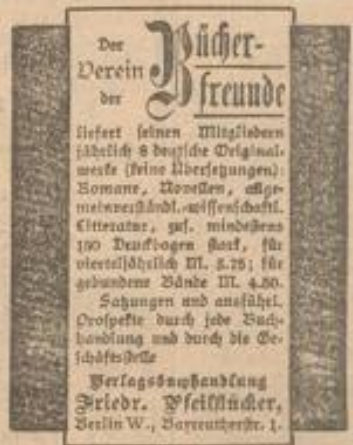 Der
Verein
der
Bücher-
freunde
liefert seinen Mitgliedern
jährlich 8 deutsche Original-
werke (keine Übersetzungen):
Romane, Novellen, allge-
meinverständl.-wissenschaftl.
Litteratur, zus. mindestens
150 Druckbogen stark, für
vierteljährlich M. 3.75; für
gebundene Bände M. 4.50.
Satzungen und ausführl.
Prospekte durch jede Buch-
handlung und durch die Ge-
schäftsstelle
Verlagsbuchhandlung
Friedr. Pfeilstücker,
Berlin W., Bayreutherstr. 1.